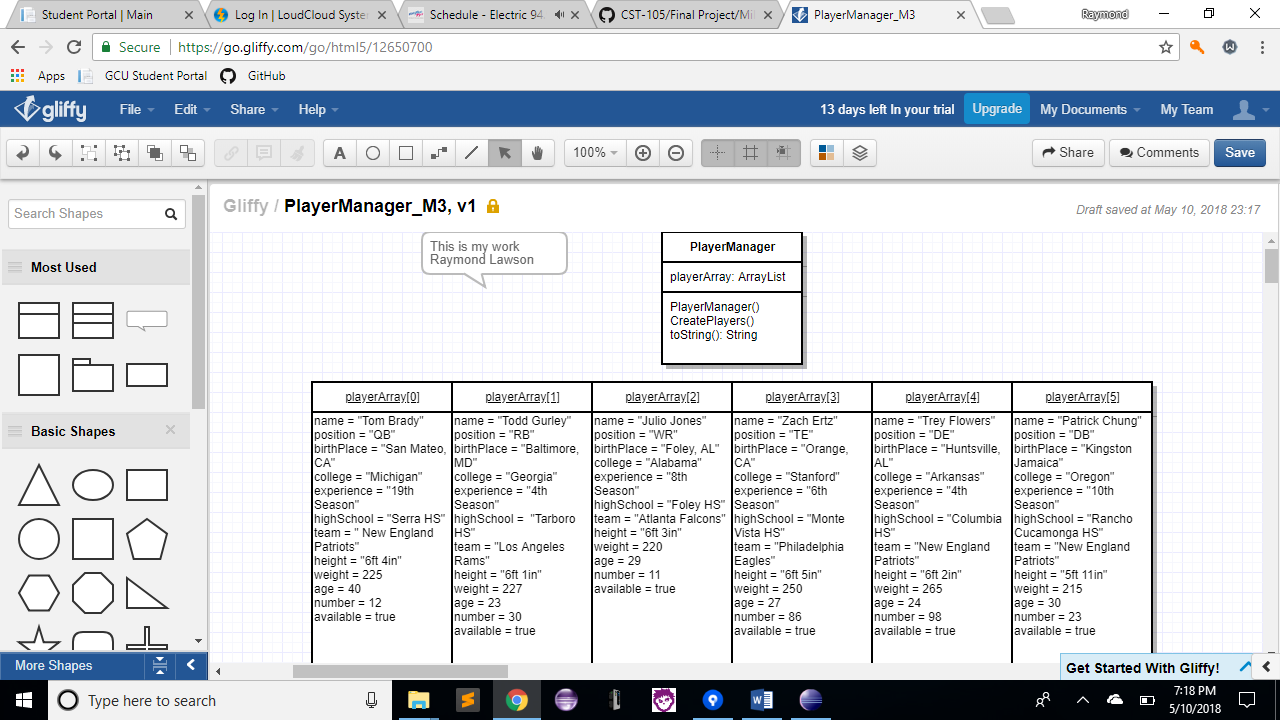 Student Portal | Main
Log In | LoudCloud Syste
Schedule - Electric 94.
CST-105/Final Project/Mi
PlayerManager_M3
Raymond
Secure
https://go.gliffy.com/go/html5/12650700
Apps
GCU Student Portal
GitHub
gliffy
File
Edit
Share
Help
13 days left In your trial
Upgrade
My Documents
My Team
A
100%
Share
Comments
Save
Search Shapes
Gliffy / PlayerManager_M3, v1
Draft saved at May 10, 2018 23:17
Most Used
Basic Shapes
More Shapes
This is my work
Raymond Lawson
PlayerManager
playerArray: ArrayList
PlayerManager()
CreatePlayers()
toString(): String
playerArray[0]
name = "Tom Brady"
position = "QB"
birthPlace = "San Mateo,
CA"
college = "Michigan"
experience = "19th
Season"
highSchool = "Serra HS"
team = " New England
Patriots"
height = "6ft 4in"
weight = 225
age = 40
number = 12
available = true
playerArray[1]
name = "Todd Gurley"
position = "RB"
birthPlace = "Baltimore,
MD"
college = "Georgia"
experience = "4th
Season"
highSchool =  "Tarboro
HS"
team = "Los Angeles
Rams"
height = "6ft 1in"
weight = 227
age = 23
number = 30
available = true
playerArray[2]
name = "Julio Jones"
position = "WR"
birthPlace = "Foley, AL"
college = "Alabama"
experience = "8th
Season"
highSchool = "Foley HS"
team = "Atlanta Falcons"
height = "6ft 3in"
weight = 220
age = 29
number = 11
available = true
playerArray[3]
name = "Zach Ertz"
position = "TE"
birthPlace = "Orange,
CA"
college = "Stanford"
experience = "6th
Season"
highSchool = "Monte
Vista HS"
team = "Philadelphia
Eagles"
height = "6ft 5in"
weight = 250
age = 27
number = 86
available = true
playerArray[4]
name = "Trey Flowers"
position = "DE"
birthPlace = "Huntsville,
AL"
college = "Arkansas"
experience = "4th
Season"
highSchool = "Columbia
HS"
team = "New England
Patriots"
height = "6ft 2in"
weight = 265
age = 24
number = 98
available = true
playerArray[5]
name = "Patrick Chung"
position = "DB"
birthPlace = "Kingston
Jamaica"
college = "Oregon"
experience = "10th
Season"
highSchool = "Rancho
Cucamonga HS"
team = "New England
Patriots"
height = "5ft 11in"
weight = 215
age = 30
number = 23
available = true
Get Started With Gliffy!
Type here to search
7:18 PM
5/10/2018